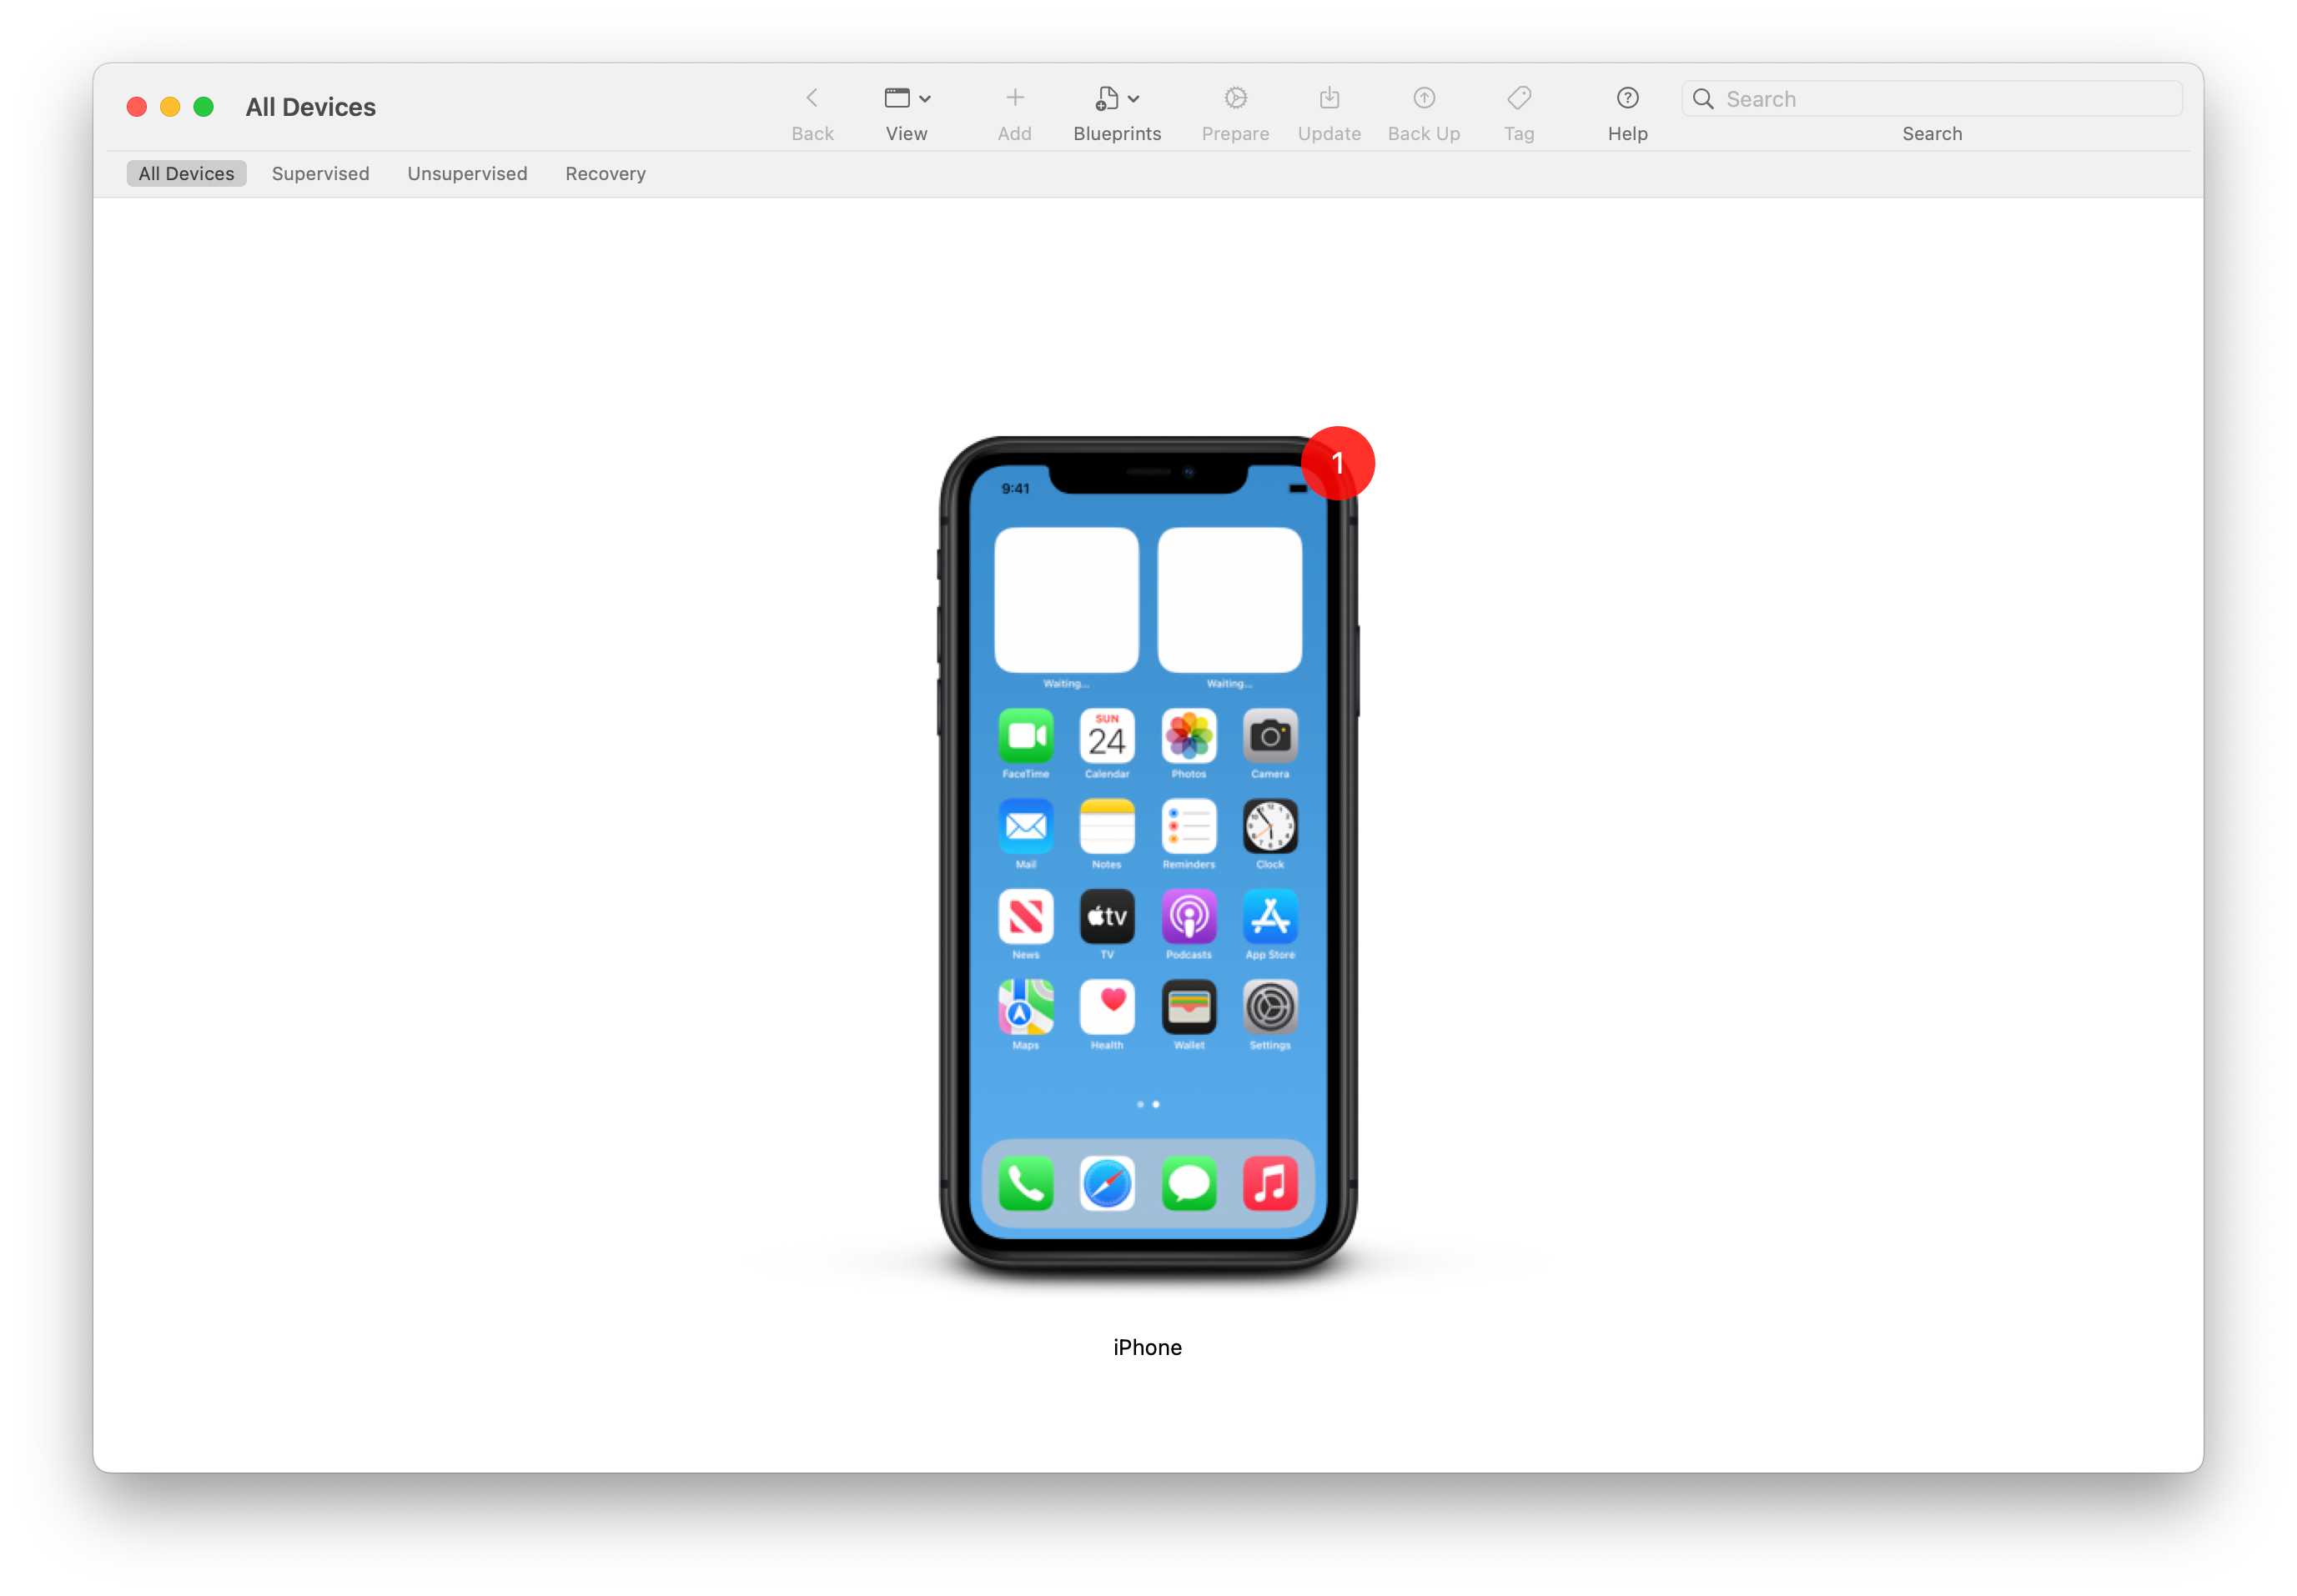 All Devices
Back View Add Blueprints Prepare Update Back Up Tag Help Search
Search
All Devices Supervised Unsupervised Recovery
1
9:41
Waiting... Waiting...
SUN
24
FaceTime Calendar Photos Camera
Mail Notes Reminders Clock
tv
News TV Podcasts App Store
Maps Health Wallet Settings
iPhone